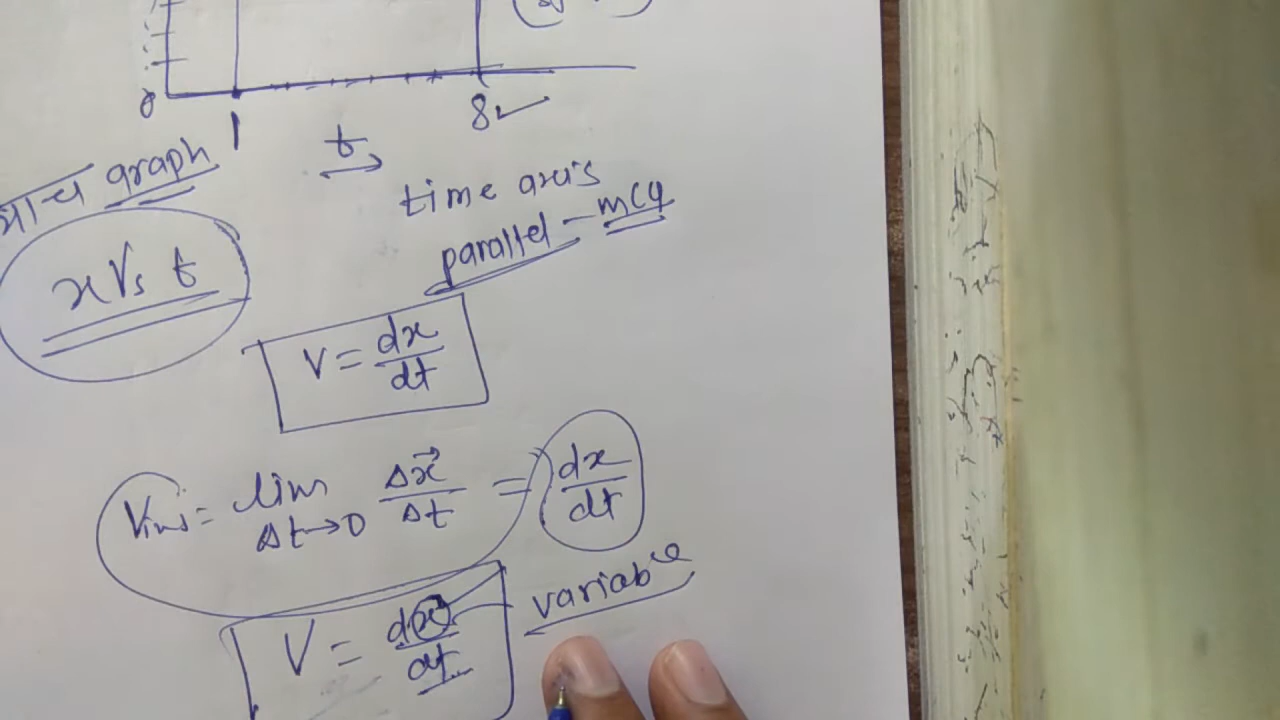 0
1
8
t
graph
time axis
x Vs t
parallel - MCQ
V = dx/dt
Vins = lim Δt→0 Δx⃗/Δt = dx/dt
variable
V = dx/dt